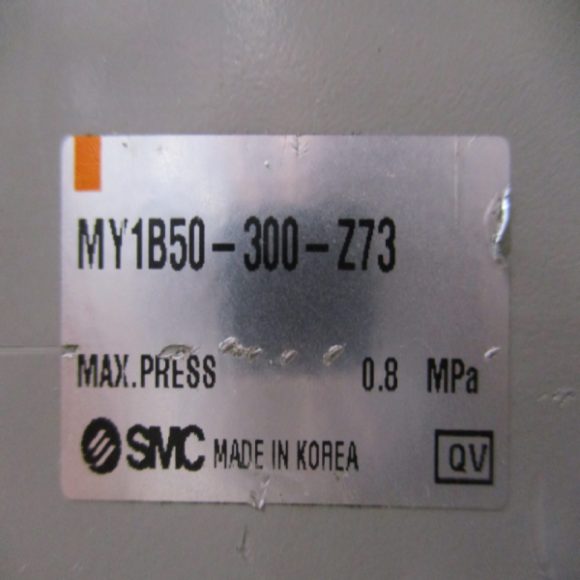 MY1B50-300-Z73
MAX.PRESS 0.8 MPa
SMC MADE IN KOREA QV